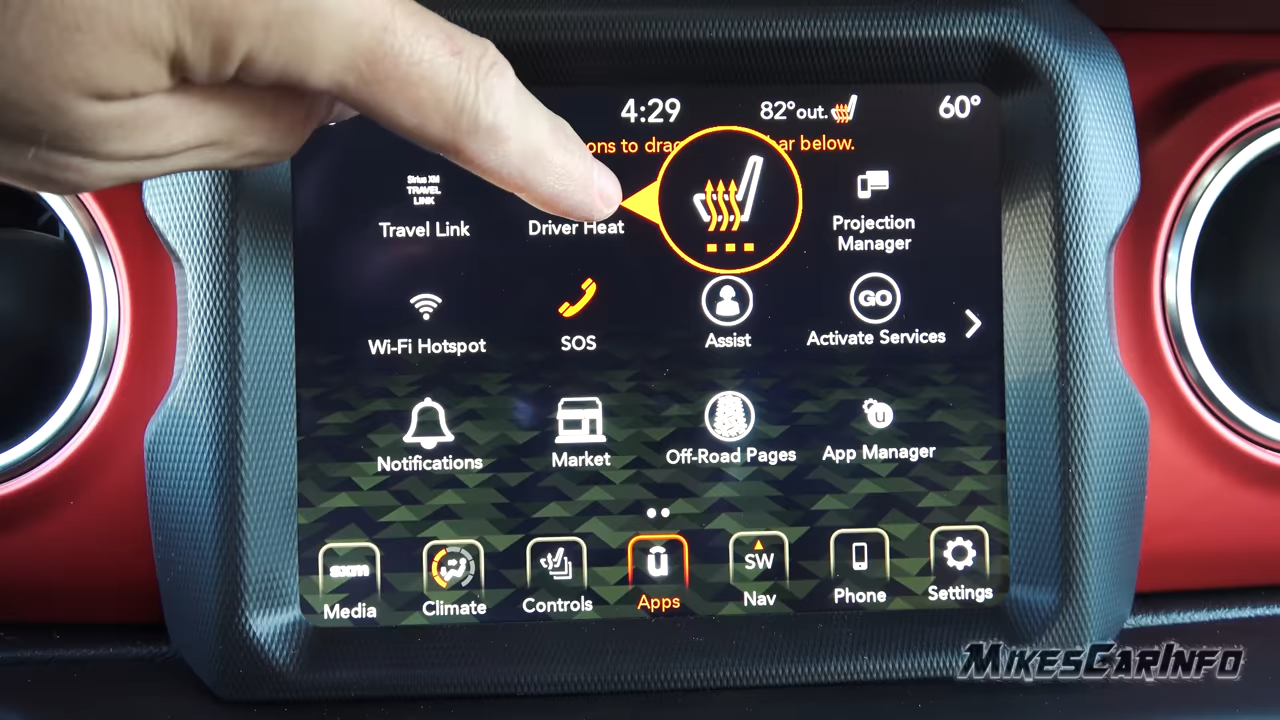 4:29
82° out.
60°
ons to drag
ar below.
Sirius XM
TRAVEL
LINK
Travel Link
Driver Heat
Projection
Manager
Wi-Fi Hotspot
SOS
Assist
GO
Activate Services
Notifications
Market
Off-Road Pages
u
App Manager
sxm
Media
Climate
Controls
u
Apps
SW
Nav
Phone
Settings
MIKESCARINFO